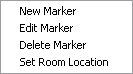 New Marker
Edit Marker
Delete Marker
Set Room Location